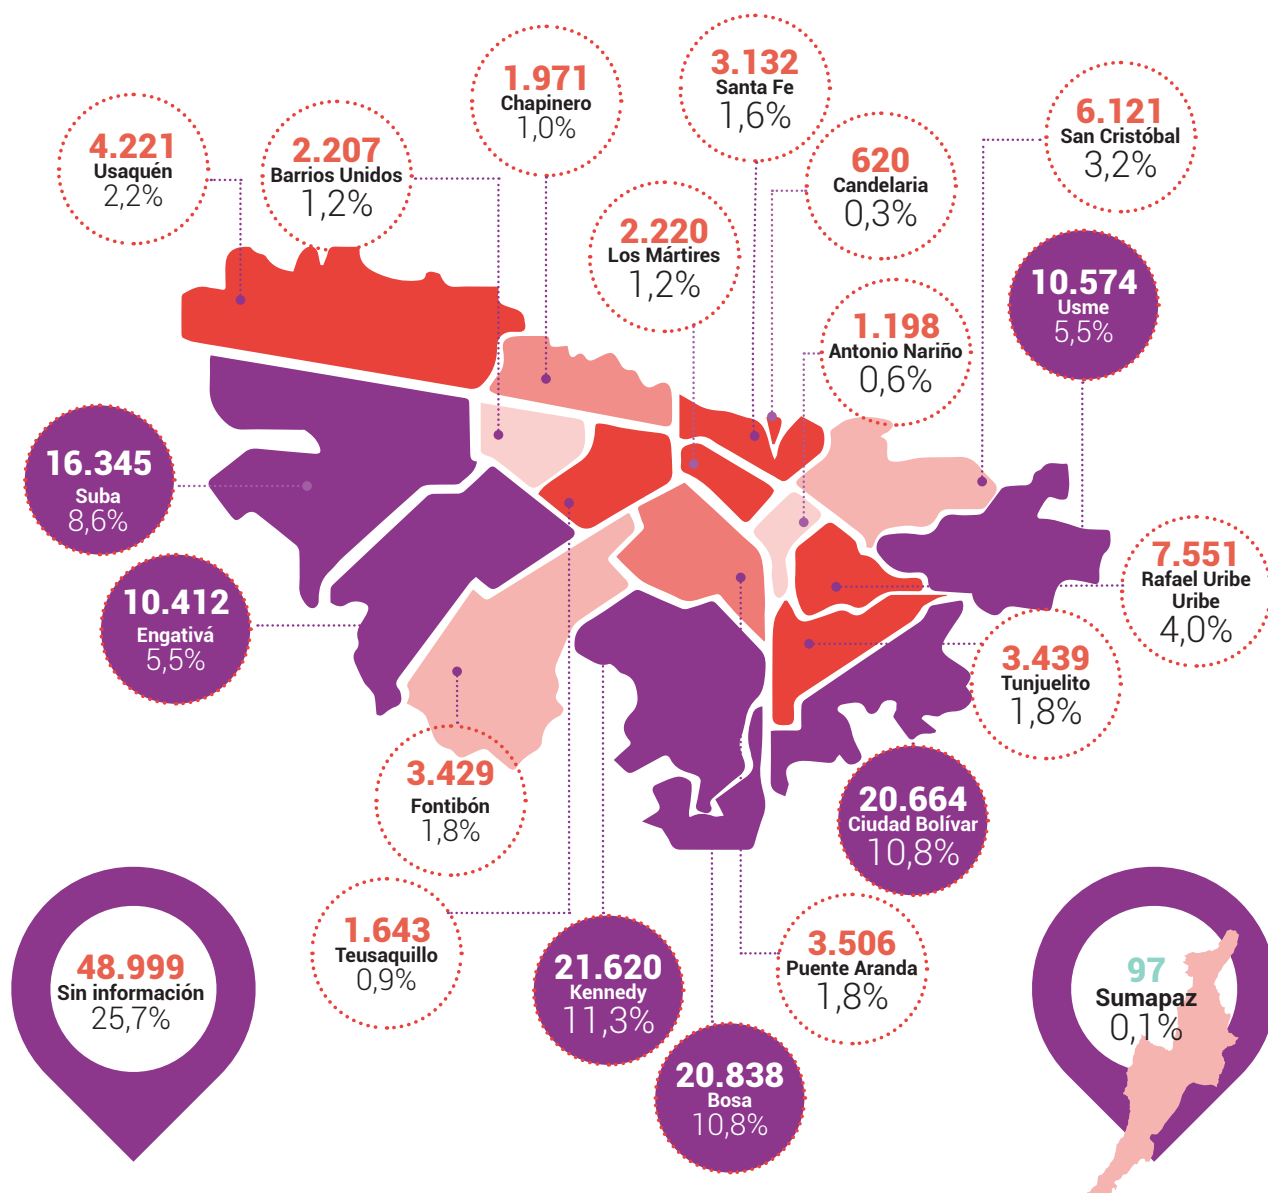 1.971
Chapinero
1,0%
3.132
Santa Fe
1,6%
6.121
San Cristóbal
3,2%
4.221
Usaquén
2,2%
2.207
Barrios Unidos
1,2%
620
Candelaria
0,3%
2.220
Los Mártires
1,2%
10.574
Usme
5,5%
1.198
Antonio Nariño
0,6%
16.345
Suba
8,6%
7.551
Rafael Uribe
Uribe
4,0%
10.412
Engativá
5,5%
3.439
Tunjuelito
1,8%
3.429
Fontibón
1,8%
20.664
Ciudad Bolívar
10,8%
1.643
Teusaquillo
0,9%
3.506
Puente Aranda
1,8%
48.999
Sin información
25,7%
21.620
Kennedy
11,3%
97
Sumapaz
0,1%
20.838
Bosa
10,8%